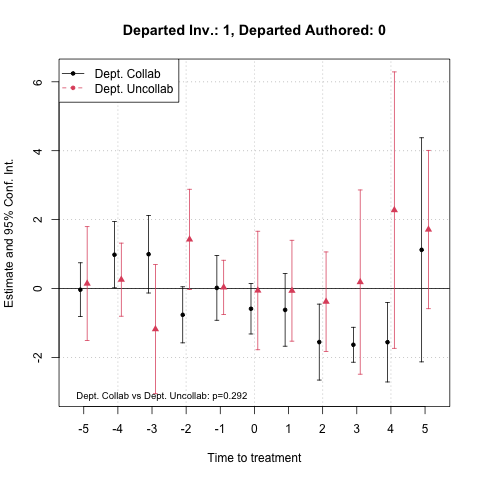 Departed Inv.: 1, Departed Authored: 0
Dept. Collab
Dept. Uncollab
Estimate and 95% Conf. Int.
6
4
2
0
-2
Dept. Collab vs Dept. Uncollab: p=0.292
-5 -4 -3 -2 -1 0 1 2 3 4 5
Time to treatment